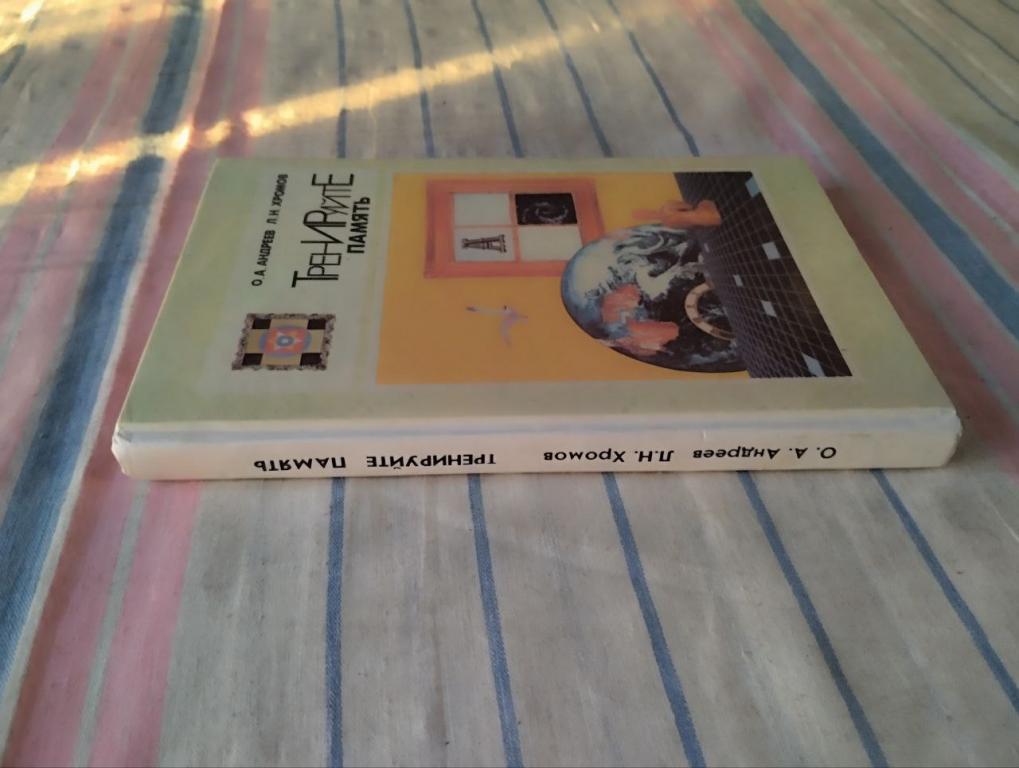 О. А. АНДРЕЕВ Л. Н. ХРОМОВ
ТРЕНИРУЙТЕ
ПАМЯТЬ
А
О. А. Андреев Л.Н. Хромов ТРЕНИРУЙТЕ ПАМЯТЬ